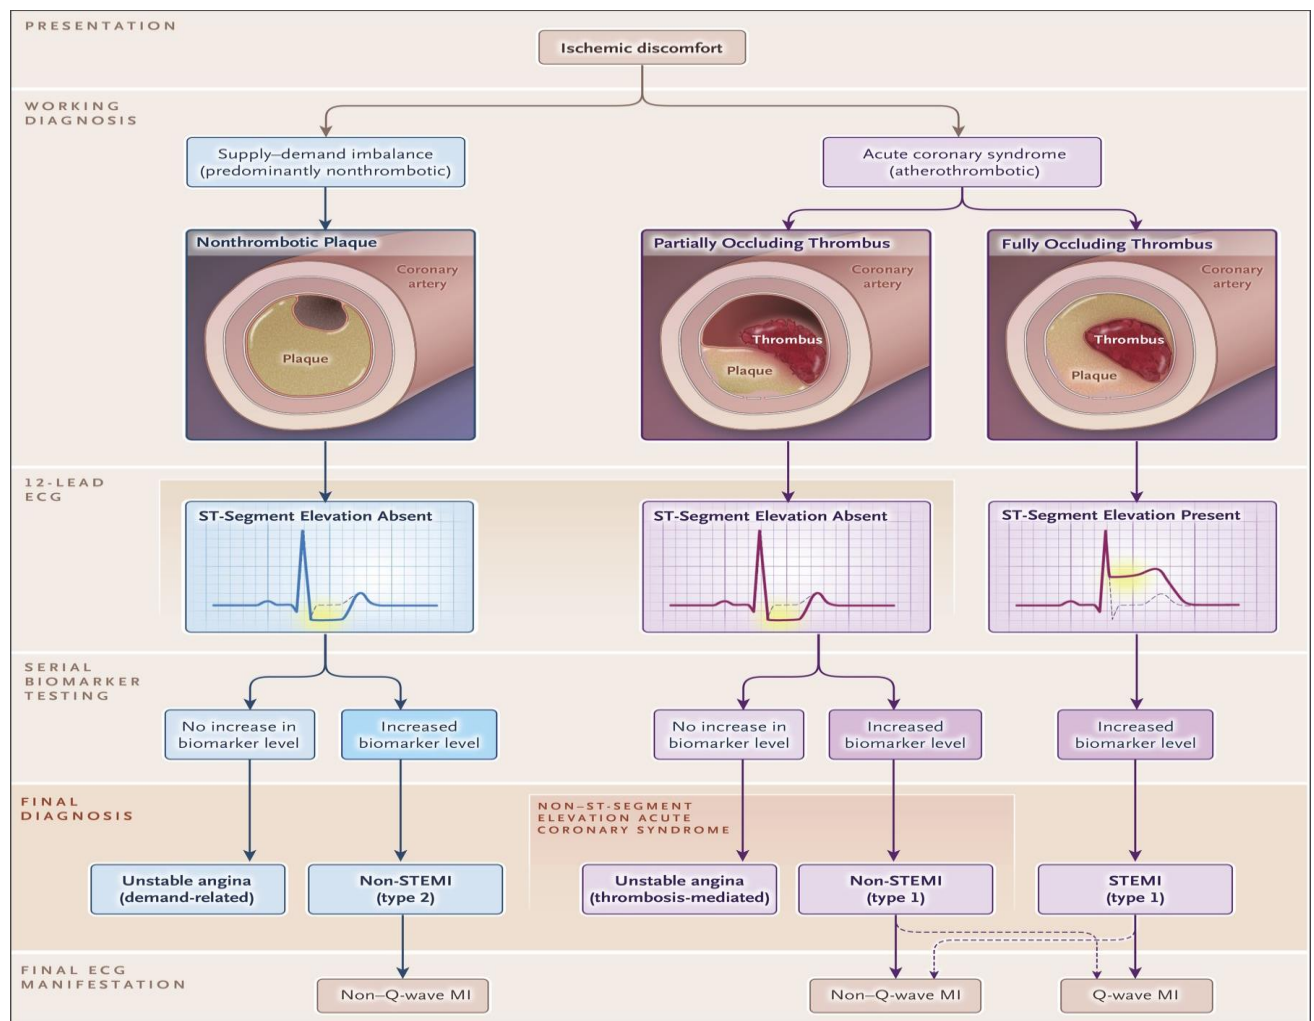 PRESENTATION
Ischemic discomfort
WORKING
DIAGNOSIS
Supply–demand imbalance
(predominantly nonthrombotic)
Acute coronary syndrome
(atherothrombotic)
Nonthrombotic Plaque
Coronary
artery
Plaque
Partially Occluding Thrombus
Coronary
artery
Thrombus
Plaque
Fully Occluding Thrombus
Coronary
artery
Thrombus
Plaque
12-LEAD
ECG
ST-Segment Elevation Absent
ST-Segment Elevation Absent
ST-Segment Elevation Present
SERIAL
BIOMARKER
TESTING
No increase in
biomarker level
Increased
biomarker level
No increase in
biomarker level
Increased
biomarker level
Increased
biomarker level
FINAL
DIAGNOSIS
NON–ST-SEGMENT
ELEVATION ACUTE
CORONARY SYNDROME
Unstable angina
(demand-related)
Non-STEMI
(type 2)
Unstable angina
(thrombosis-mediated)
Non-STEMI
(type 1)
STEMI
(type 1)
FINAL ECG
MANIFESTATION
Non–Q-wave MI
Non–Q-wave MI
Q-wave MI